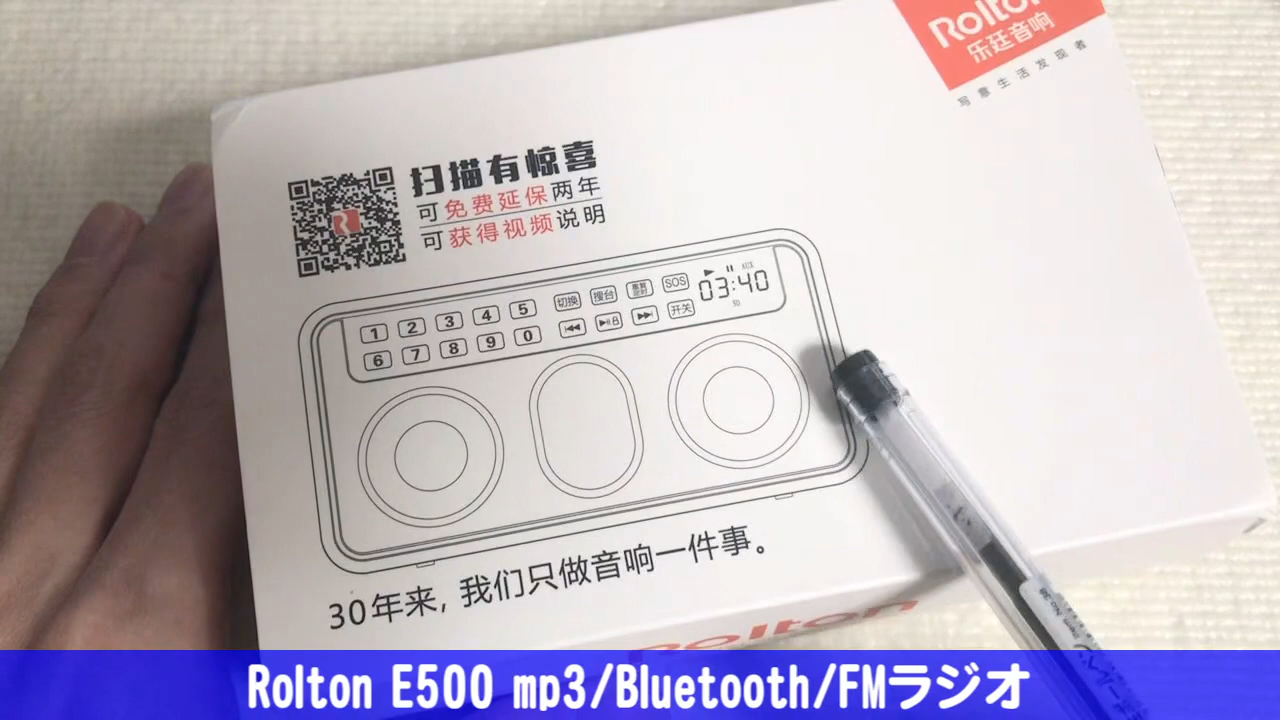 Rolton
乐廷音响
写意生活发现者
扫描有惊喜
可免费延保两年
可获得视频说明
1 2 3 4 5 切换 搜台 SOS
6 7 8 9 0 开关
AUX
03:40
30年来，我们只做音响一件事。
Rolton
Rolton E500 mp3/Bluetooth/FMラジオ